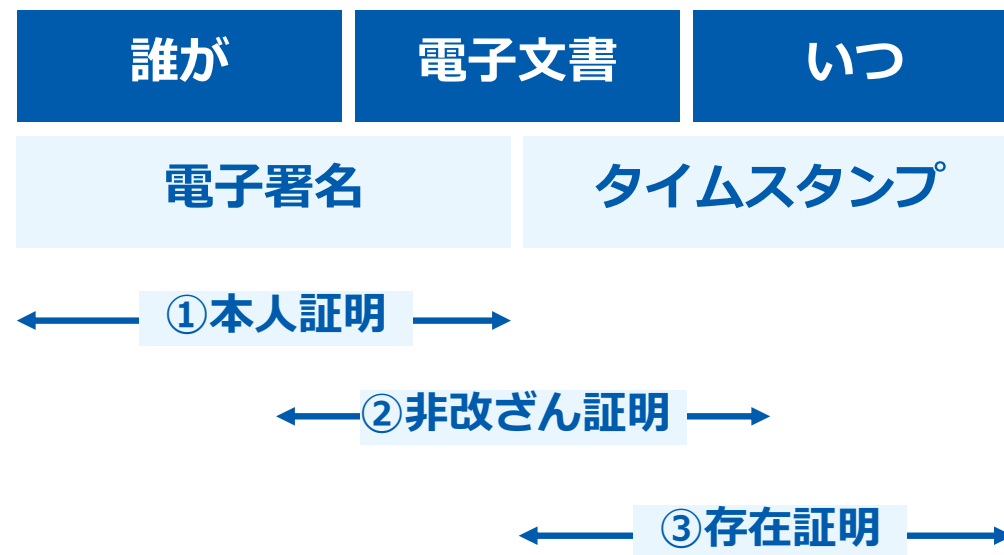 誰が 電子文書 いつ
電子署名 タイムスタンプ
①本人証明
②非改ざん証明
③存在証明